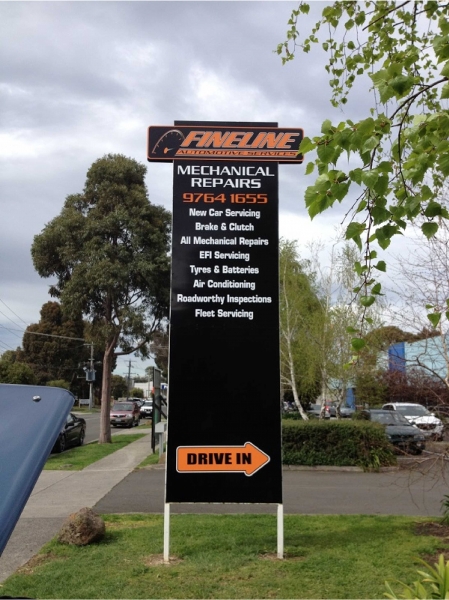 FINELINE
AUTOMOTIVE SERVICES
MECHANICAL
REPAIRS
9764 1655
New Car Servicing
Brake & Clutch
All Mechanical Repairs
EFI Servicing
Tyres & Batteries
Air Conditioning
Roadworthy Inspections
Fleet Servicing
DRIVE IN